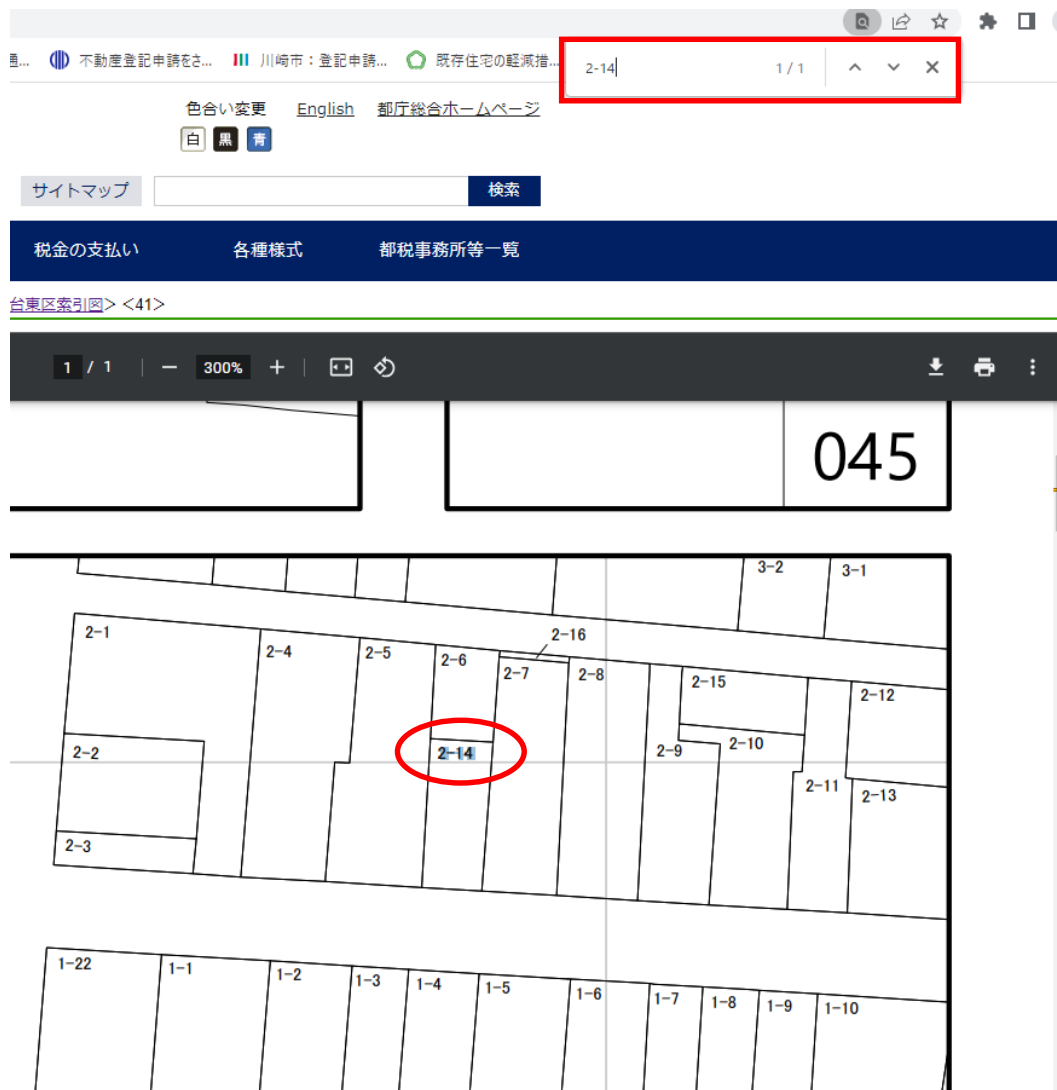 通... 不動産登記申請をさ... 川崎市：登記申請... 既存住宅の軽減措...
2-14 1/1
色合い変更 English 都庁総合ホームページ
白 黒 青
サイトマップ 検索
税金の支払い 各種様式 都税事務所等一覧
台東区索引図> <41>
1 / 1 300%
045
3-2 3-1
2-1 2-16
2-4 2-5 2-6 2-7 2-8 2-15 2-12
2-2 2-14 2-9 2-10
2-11 2-13
2-3
1-22 1-1 1-2 1-3 1-4 1-5 1-6 1-7 1-8 1-9 1-10